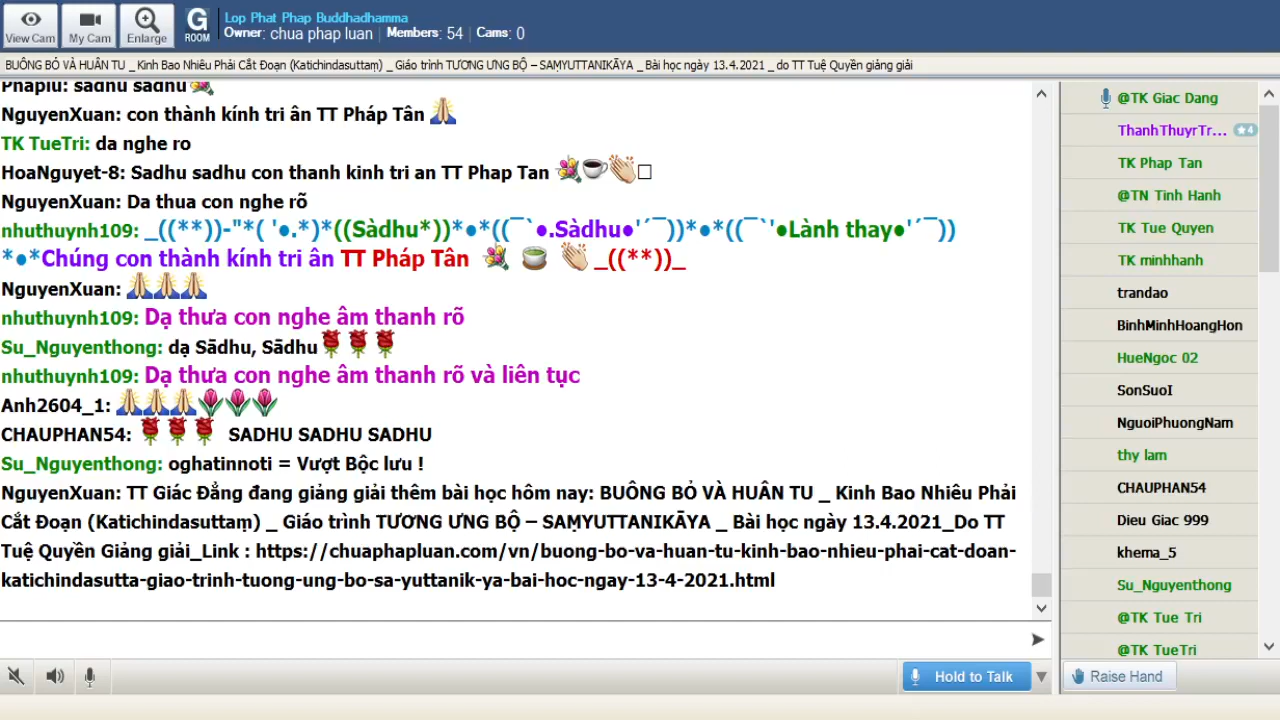 View Cam
My Cam
Enlarge
G
ROOM
Lop Phat Phap Buddhadhamma
Owner: chua phap luan | Members: 54 | Cams: 0
BUÔNG BỎ VÀ HUÂN TU _ Kinh Bao Nhiêu Phải Cắt Đoạn (Katichindasuttaṃ) _ Giáo trình TƯƠNG ƯNG BỘ – SAṂYUTTANIKĀYA _ Bài học ngày 13.4.2021 _ do TT Tuệ Quyền giảng giải
Phapiu: sadhu sadhu
NguyenXuan: con thành kính tri ân TT Pháp Tân
TK TueTri: da nghe ro
HoaNguyet-8: Sadhu sadhu con thanh kinh tri an TT Phap Tan
NguyenXuan: Da thua con nghe rõ
nhuthuynh109: _((**))-"*( '●.*)*((Sàdhu*))*●*((¯`●.Sàdhu●'´¯))*●*((¯`'●Lành thay●'´¯))
*●*Chúng con thành kính tri ân TT Pháp Tân _((**))_
NguyenXuan:
nhuthuynh109: Dạ thưa con nghe âm thanh rõ
Su_Nguyenthong: dạ Sādhu, Sādhu
nhuthuynh109: Dạ thưa con nghe âm thanh rõ và liên tục
Anh2604_1:
CHAUPHAN54: SADHU SADHU SADHU
Su_Nguyenthong: oghatinnoti = Vượt Bộc lưu !
NguyenXuan: TT Giác Đẳng đang giảng giải thêm bài học hôm nay: BUÔNG BỎ VÀ HUÂN TU _ Kinh Bao Nhiêu Phải
Cắt Đoạn (Katichindasuttaṃ) _ Giáo trình TƯƠNG ƯNG BỘ – SAṂYUTTANIKĀYA _ Bài học ngày 13.4.2021_Do TT
Tuệ Quyền Giảng giải_Link : https://chuaphapluan.com/vn/buong-bo-va-huan-tu-kinh-bao-nhieu-phai-cat-doan-
katichindasutta-giao-trinh-tuong-ung-bo-sa-yuttanik-ya-bai-hoc-ngay-13-4-2021.html
@TK Giac Dang
ThanhThuyrTr... 4
TK Phap Tan
@TN Tinh Hanh
TK Tue Quyen
TK minhhanh
trandao
BinhMinhHoangHon
HueNgoc 02
SonSuoI
NguoiPhuongNam
thy lam
CHAUPHAN54
Dieu Giac 999
khema_5
Su_Nguyenthong
@TK Tue Tri
@TK TueTri
Hold to Talk
Raise Hand